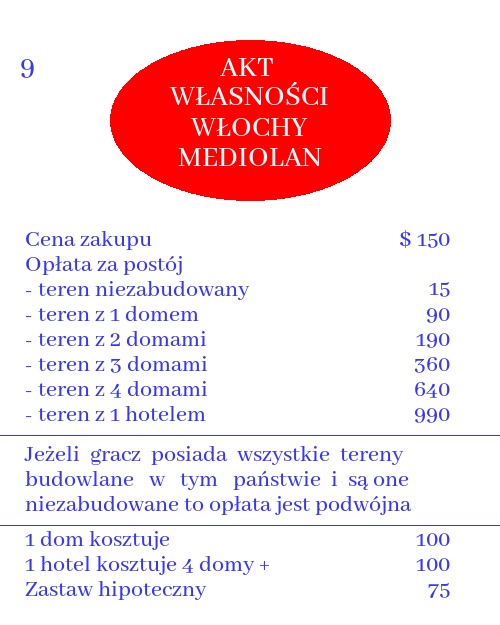 9
AKT
WŁASNOŚCI
WŁOCHY
MEDIOLAN
Cena zakupu $ 150
Opłata za postój
- teren niezabudowany 15
- teren z 1 domem 90
- teren z 2 domami 190
- teren z 3 domami 360
- teren z 4 domami 640
- teren z 1 hotelem 990
Jeżeli gracz posiada wszystkie tereny
budowlane w tym państwie i są one
niezabudowane to opłata jest podwójna
1 dom kosztuje 100
1 hotel kosztuje 4 domy + 100
Zastaw hipoteczny 75